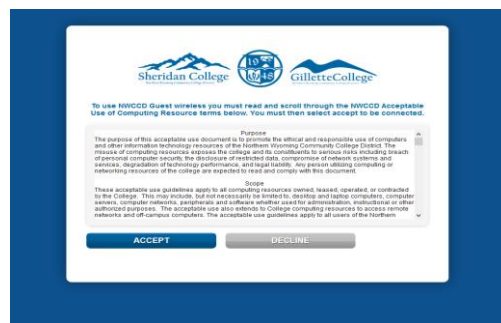 Sheridan College
19
48
GilletteCollege
To use NWCCD Guest wireless you must read and scroll through the NWCCD Acceptable
Use of Computing Resource terms below. You must then select accept to be connected.
Purpose
The purpose of this acceptable use document is to promote the ethical and responsible use of computers
and other information technology resources of the Northern Wyoming Community College District. The
misuse of computing resources exposes the college and its constituents to serious risks including breach
of personal computer security, the disclosure of restricted data, compromise of network systems and
services, degradation of technology performance, and legal liability. Any person utilizing computing or
networking resources of the college are expected to read and comply with this document.
Scope
These acceptable use guidelines apply to all computing resources owned, leased, operated, or contracted
by the College. This may include, but not necessarily be limited to, desktop and laptop computers, computer
servers, computer networks, peripherals and software whether used for administration, instructional or other
authorized purposes. The acceptable use also extends to College computing resources to access remote
networks and off-campus computers. The acceptable use guidelines apply to all users of the Northern
ACCEPT
DECLINE